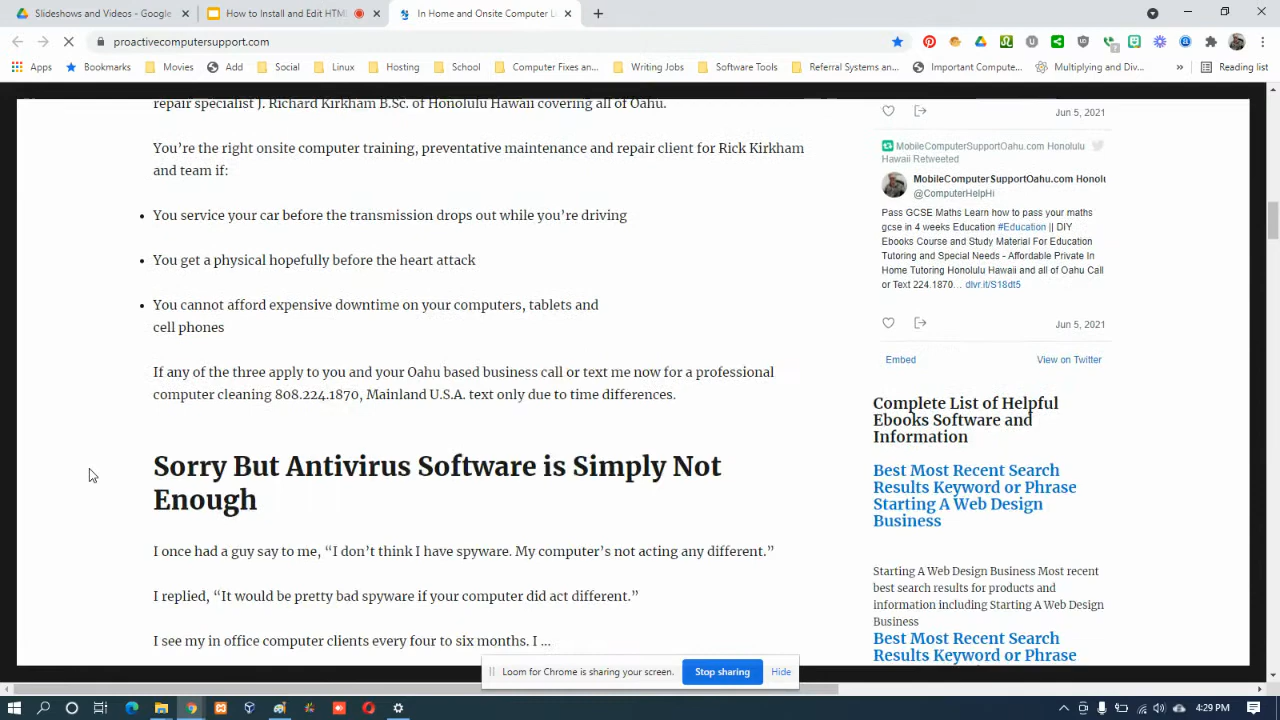 Slideshows and Videos - Google
How to Install and Edit HTM
In Home and Onsite Computer L
proactivecomputersupport.com
Apps
Bookmarks
Movies
Add
Social
Linux
Hosting
School
Computer Fixes an...
Writing Jobs
Software Tools
Referral Systems an...
Important Compute...
Multiplying and Div...
»
Reading list
repair specialist J. Richard Kirkham B.Sc. of Honolulu Hawaii covering all of Oahu.
You’re the right onsite computer training, preventative maintenance and repair client for Rick Kirkham
and team if:
• You service your car before the transmission drops out while you’re driving
• You get a physical hopefully before the heart attack
• You cannot afford expensive downtime on your computers, tablets and
cell phones
If any of the three apply to you and your Oahu based business call or text me now for a professional
computer cleaning 808.224.1870, Mainland U.S.A. text only due to time differences.
Sorry But Antivirus Software is Simply Not
Enough
I once had a guy say to me, “I don’t think I have spyware. My computer’s not acting any different.”
I replied, “It would be pretty bad spyware if your computer did act different.”
I see my in office computer clients every four to six months. I ...
Jun 5, 2021
MobileComputerSupportOahu.com Honolulu
Hawaii Retweeted
MobileComputerSupportOahu.com Honolu
@ComputerHelpHi
Pass GCSE Maths Learn how to pass your maths
gcse in 4 weeks Education #Education || DIY
Ebooks Course and Study Material For Education
Tutoring and Special Needs - Affordable Private In
Home Tutoring Honolulu Hawaii and all of Oahu Call
or Text 224.1870… dlvr.it/S18dt5
Jun 5, 2021
Embed
View on Twitter
Complete List of Helpful
Ebooks Software and
Information
Best Most Recent Search
Results Keyword or Phrase
Starting A Web Design
Business
Starting A Web Design Business Most recent
best search results for products and
information including Starting A Web Design
Business
Best Most Recent Search
Results Keyword or Phrase
Loom for Chrome is sharing your screen.
Stop sharing
Hide
4:29 PM